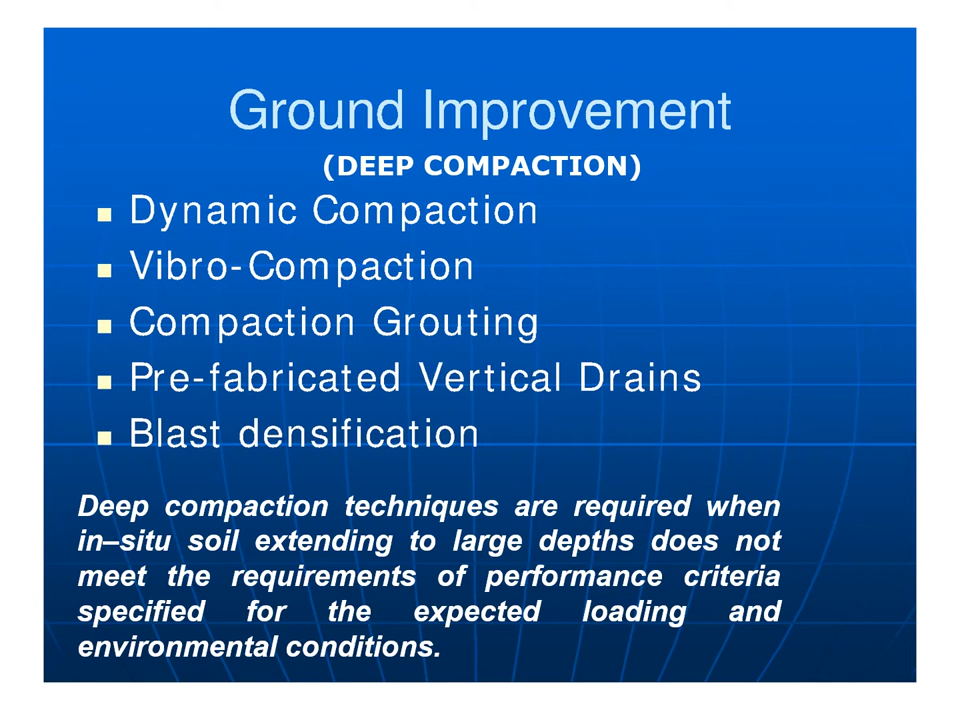 Ground Improvement
(DEEP COMPACTION)
Dynamic Compaction
Vibro-Compaction
Compaction Grouting
Pre-fabricated Vertical Drains
Blast densification
Deep compaction techniques are required when
in–situ soil extending to large depths does not
meet the requirements of performance criteria
specified for the expected loading and
environmental conditions.